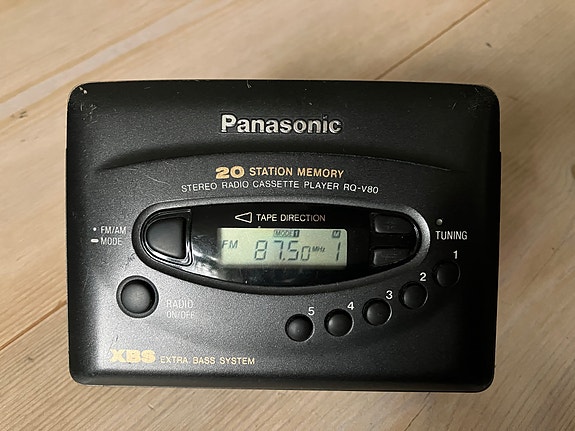 Panasonic
20 STATION MEMORY
STEREO RADIO CASSETTE PLAYER RQ-V80
TAPE DIRECTION
FM/AM
MODE
MODE 1
M
FM 87.50 MHz 1
TUNING
1
2
3
4
5
RADIO
ON/OFF
XBS EXTRA BASS SYSTEM